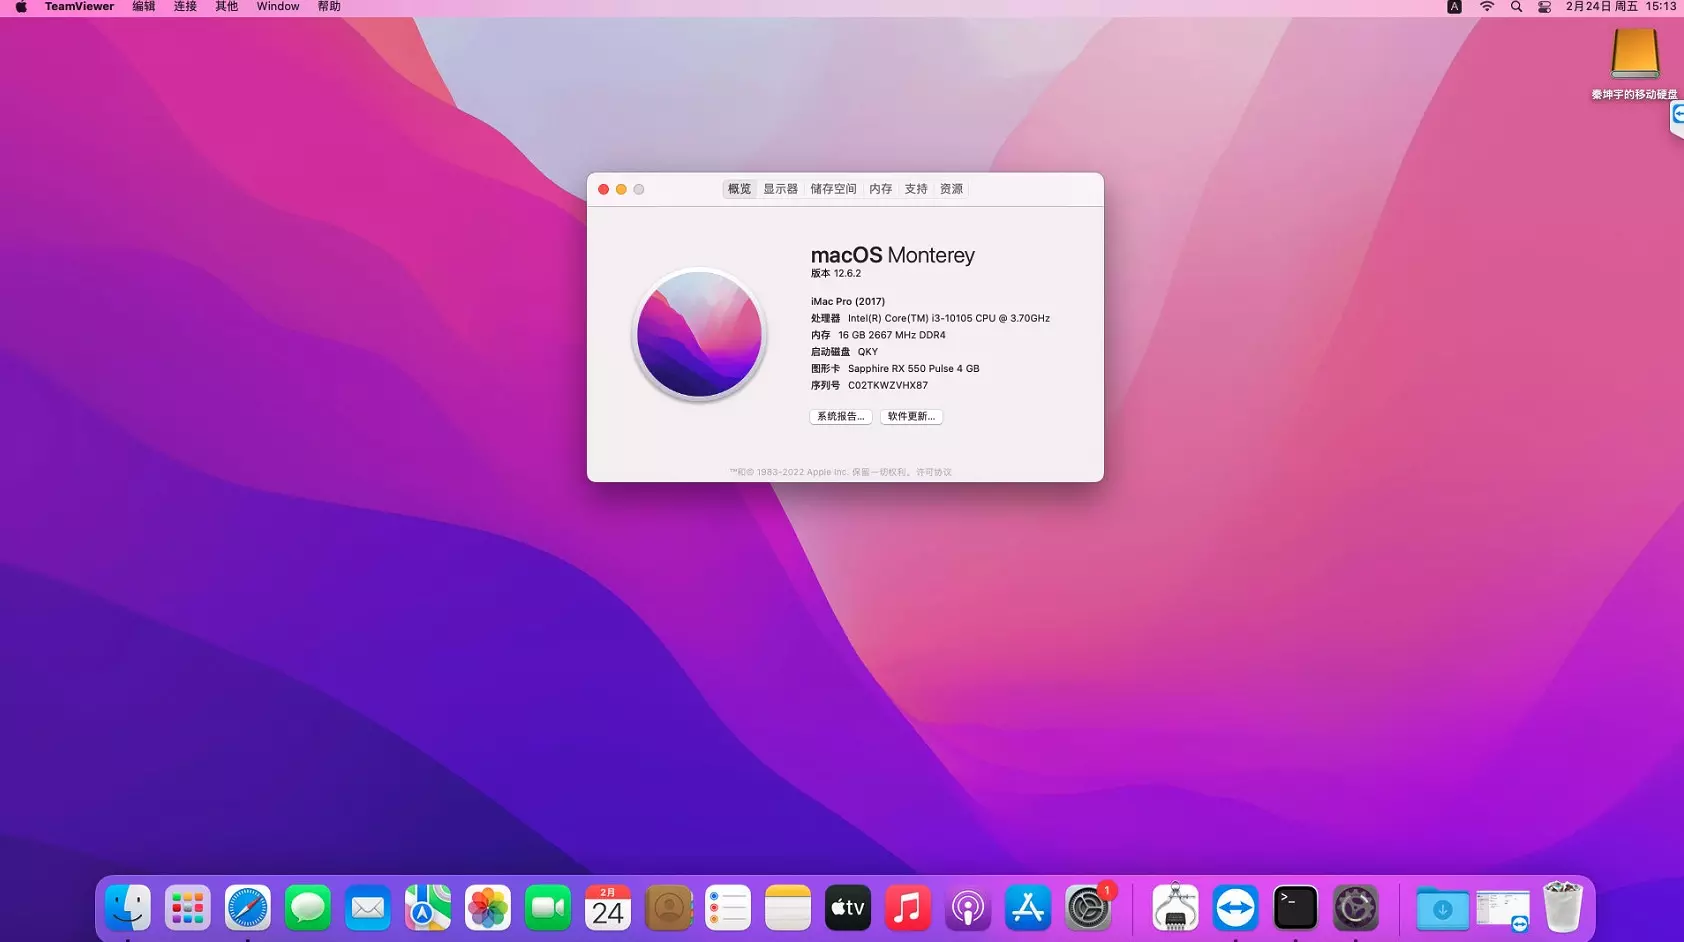 TeamViewer 编辑 连接 其他 Window 帮助
A 2月24日 周五 15:13
秦坤宇的移动硬盘
概览 显示器 储存空间 内存 支持 资源
macOS Monterey
版本 12.6.2
iMac Pro (2017)
处理器 Intel(R) Core(TM) i3-10105 CPU @ 3.70GHz
内存 16 GB 2667 MHz DDR4
启动磁盘 QKY
图形卡 Sapphire RX 550 Pulse 4 GB
序列号 C02TKWZVHX87
系统报告... 软件更新...
™和© 1983-2022 Apple Inc. 保留一切权利。许可协议
2月
24
tv
1
>_